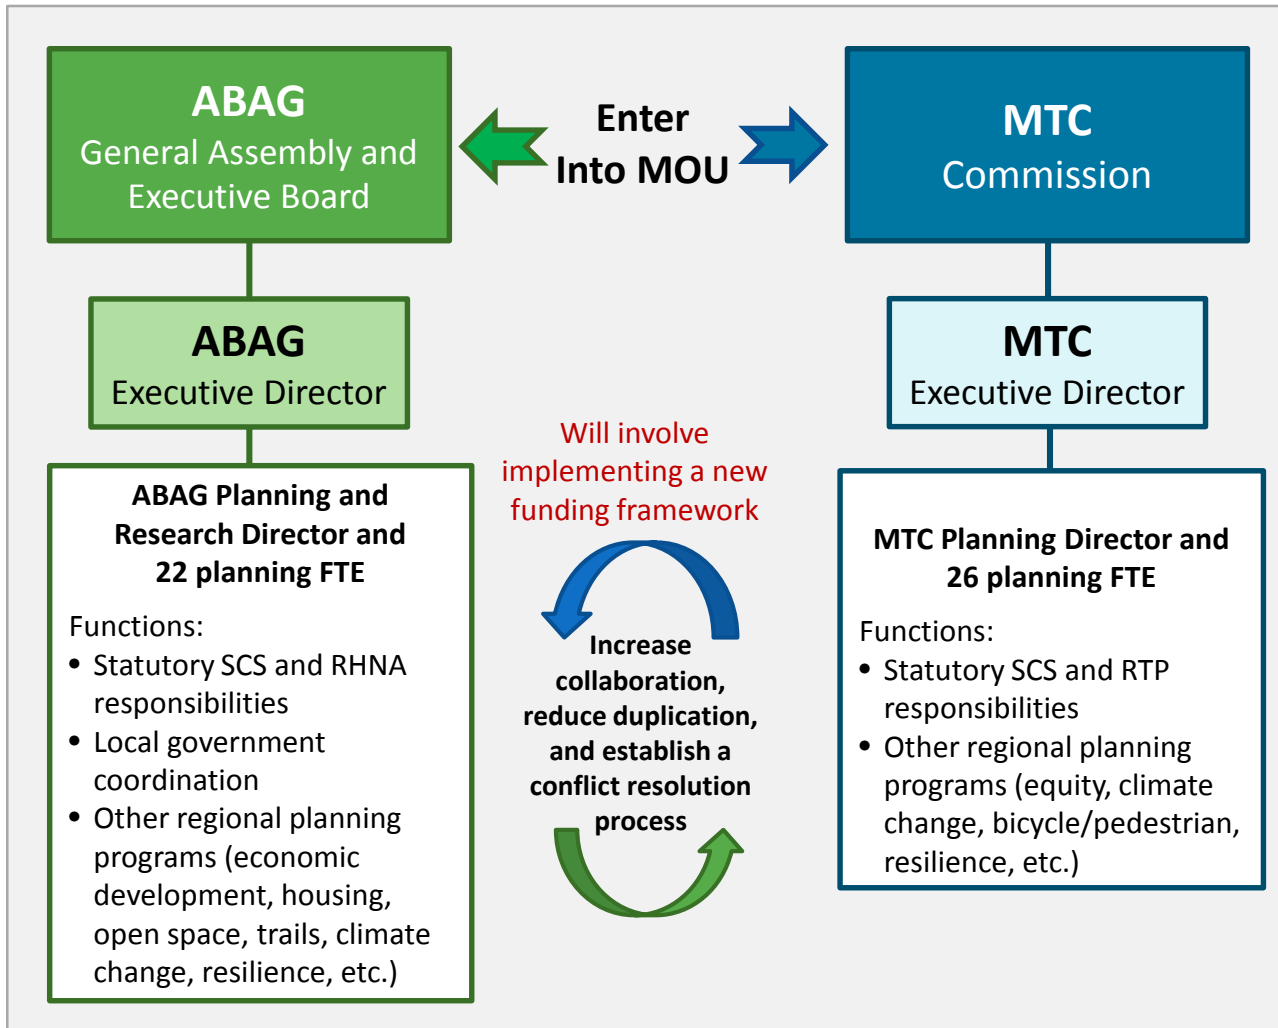 ABAG
General Assembly and
Executive Board
Enter
Into MOU
MTC
Commission
ABAG
Executive Director
MTC
Executive Director
Will involve
implementing a new
funding framework
ABAG Planning and
Research Director and
22 planning FTE
Functions:
• Statutory SCS and RHNA
responsibilities
• Local government
coordination
• Other regional planning
programs (economic
development, housing,
open space, trails, climate
change, resilience, etc.)
Increase
collaboration,
reduce duplication,
and establish a
conflict resolution
process
MTC Planning Director and
26 planning FTE
Functions:
• Statutory SCS and RTP
responsibilities
• Other regional planning
programs (equity, climate
change, bicycle/pedestrian,
resilience, etc.)